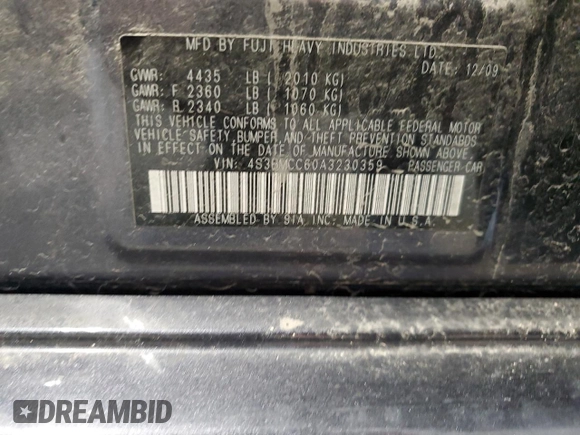 MFD BY FUJI HEAVY INDUSTRIES LTD.
DATE: 12/09
GVWR: 4435 LB ( 2010 KG)
GAWR: F 2360 LB ( 1070 KG)
GAWR: R 2340 LB ( 1060 KG)
THIS VEHICLE CONFORMS TO ALL APPLICABLE FEDERAL MOTOR
VEHICLE SAFETY, BUMPER, AND THEFT PREVENTION STANDARDS
IN EFFECT ON THE DATE OF MANUFACTURE SHOWN ABOVE.
VIN: 4S3BMCC60A3230359 PASSENGER CAR
ASSEMBLED BY SIA, INC. MADE IN U.S.A.
DREAMBID